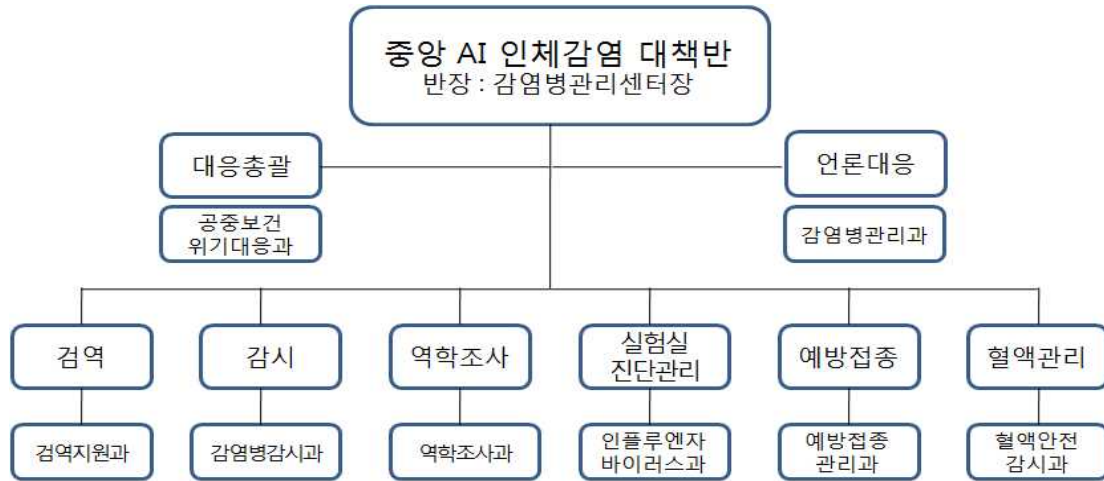 중앙 AI 인체감염 대책반
반장 : 감염병관리센터장
대응총괄
언론대응
공중보건
위기대응과
감염병관리과
검역
감시
역학조사
실험실
진단관리
예방접종
혈액관리
검역지원과
감염병감시과
역학조사과
인플루엔자
바이러스과
예방접종
관리과
혈액안전
감시과